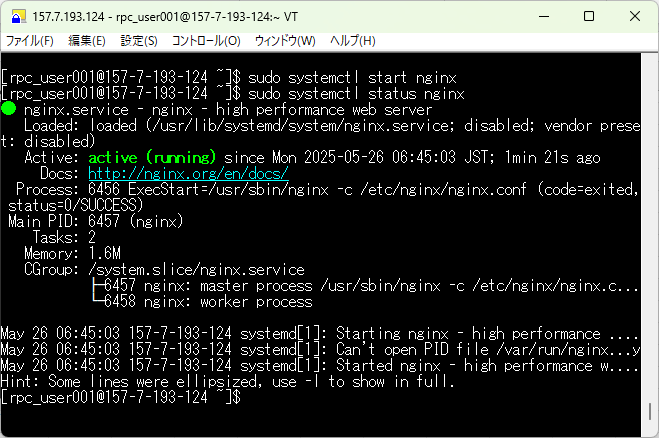 157.7.193.124 - rpc_user001@157-7-193-124:~ VT
ファイル(F) 編集(E) 設定(S) コントロール(O) ウィンドウ(W) ヘルプ(H)
[rpc_user001@157-7-193-124 ~]$ sudo systemctl start nginx
[rpc_user001@157-7-193-124 ~]$ sudo systemctl status nginx
● nginx.service - nginx - high performance web server
   Loaded: loaded (/usr/lib/systemd/system/nginx.service; disabled; vendor prese
t: disabled)
   Active: active (running) since Mon 2025-05-26 06:45:03 JST; 1min 21s ago
     Docs: http://nginx.org/en/docs/
  Process: 6456 ExecStart=/usr/sbin/nginx -c /etc/nginx/nginx.conf (code=exited,
 status=0/SUCCESS)
 Main PID: 6457 (nginx)
    Tasks: 2
   Memory: 1.6M
   CGroup: /system.slice/nginx.service
           ├─6457 nginx: master process /usr/sbin/nginx -c /etc/nginx/nginx.c...
           └─6458 nginx: worker process
May 26 06:45:03 157-7-193-124 systemd[1]: Starting nginx - high performance ....
May 26 06:45:03 157-7-193-124 systemd[1]: Can't open PID file /var/run/nginx...y
May 26 06:45:03 157-7-193-124 systemd[1]: Started nginx - high performance w....
Hint: Some lines were ellipsized, use -l to show in full.
[rpc_user001@157-7-193-124 ~]$